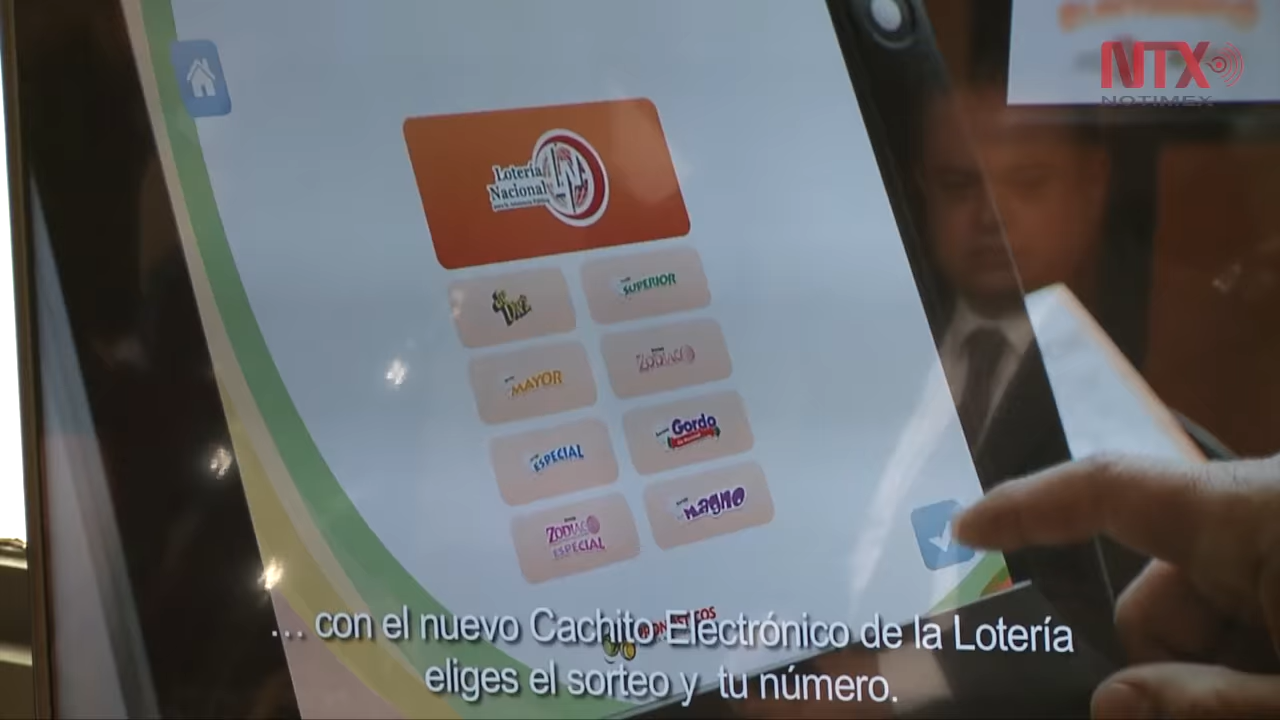 NTX
NOTIMEX
Lotería
Nacional
SUPERIOR
MAYOR
ZODIACO
ESPECIAL
Gordo
ZODIACO
ESPECIAL
Magno
... con el nuevo Cachito Electrónico de la Lotería
eliges el sorteo y tu número.